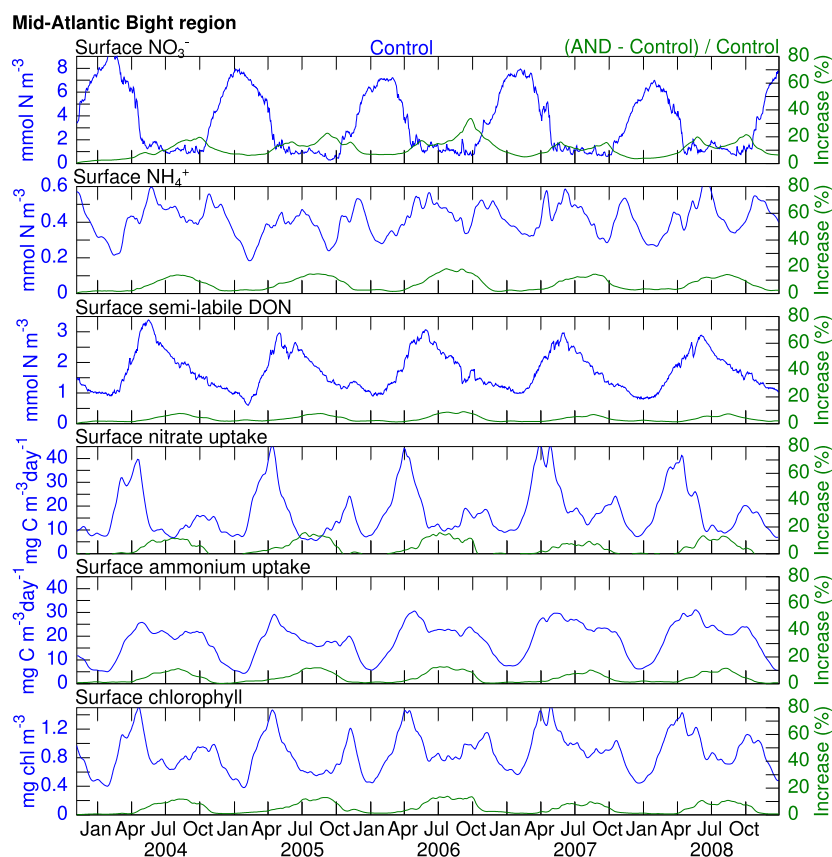 Mid-Atlantic Bight region
Surface NO3- Control (AND - Control) / Control
mmol N m-3 8 6 4 2 0 80 60 40 20 0 Increase (%)
Surface NH4+
mmol N m-3 0.6 0.4 0.2 0 80 60 40 20 0 Increase (%)
Surface semi-labile DON
mmol N m-3 3 2 1 0 80 60 40 20 0 Increase (%)
Surface nitrate uptake
mg C m-3day-1 40 30 20 10 0 80 60 40 20 0 Increase (%)
Surface ammonium uptake
mg C m-3day-1 40 30 20 10 0 80 60 40 20 0 Increase (%)
Surface chlorophyll
mg chl m-3 1.2 0.8 0.4 0 80 60 40 20 0 Increase (%)
Jan Apr Jul Oct Jan Apr Jul Oct Jan Apr Jul Oct Jan Apr Jul Oct Jan Apr Jul Oct
2004 2005 2006 2007 2008